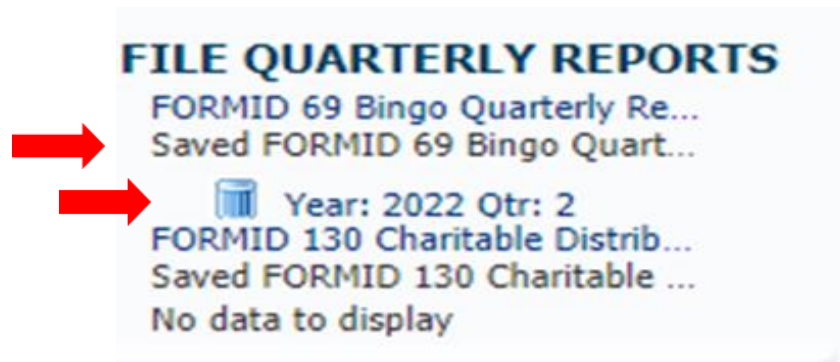 FILE QUARTERLY REPORTS
FORMID 69 Bingo Quarterly Re...
Saved FORMID 69 Bingo Quart...
Year: 2022 Qtr: 2
FORMID 130 Charitable Distrib...
Saved FORMID 130 Charitable ...
No data to display